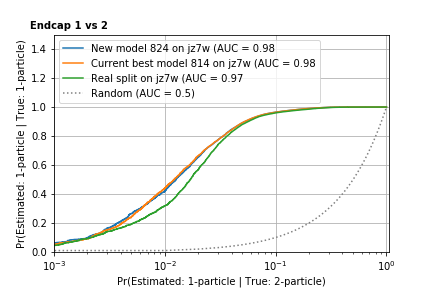 Endcap 1 vs 2
New model 824 on jz7w (AUC = 0.98
Current best model 814 on jz7w (AUC = 0.98
Real split on jz7w (AUC = 0.97
Random (AUC = 0.5)
Pr(Estimated: 1-particle | True: 1-particle)
1.4
1.2
1.0
0.8
0.6
0.4
0.2
0.0
10⁻³ 10⁻² 10⁻¹ 10⁰
Pr(Estimated: 1-particle | True: 2-particle)